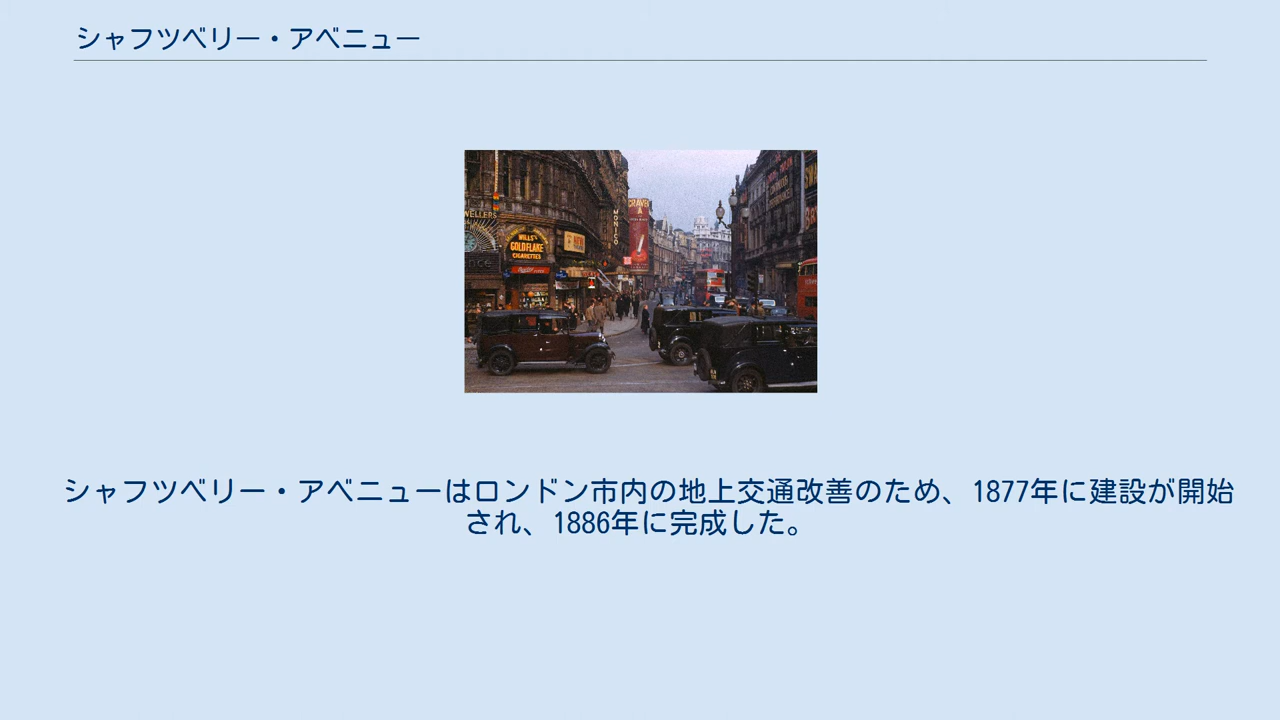 シャフツベリー・アベニュー
WELLERS
WILLS'S
GOLD FLAKE
CIGARETTES
MONICO
CRAVEN
A
シャフツベリー・アベニューはロンドン市内の地上交通改善のため、1877年に建設が開始
され、1886年に完成した。